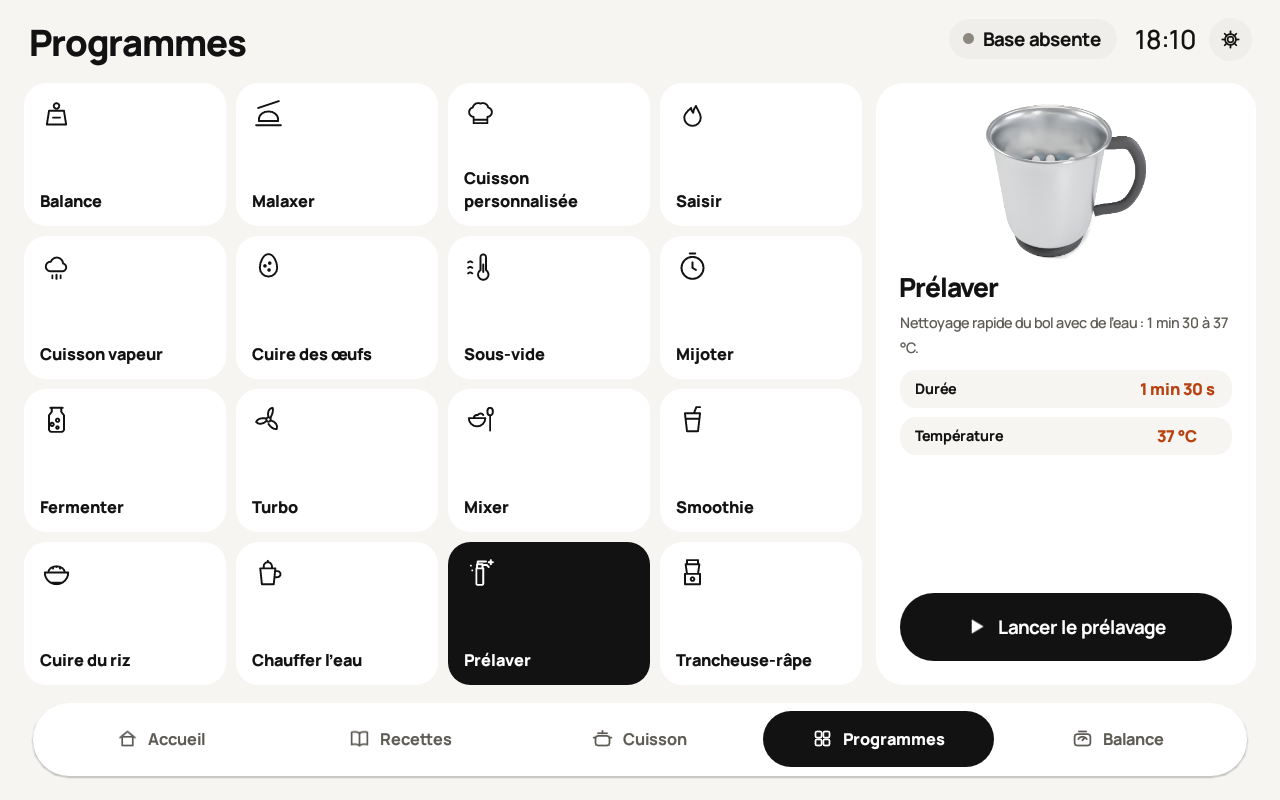 Programmes
Base absente
18:10
Balance
Malaxer
Cuisson
personnalisée
Saisir
Cuisson vapeur
Cuire des œufs
Sous-vide
Mijoter
Fermenter
Turbo
Mixer
Smoothie
Cuire du riz
Chauffer l'eau
Prélaver
Trancheuse-râpe
Prélaver
Nettoyage rapide du bol avec de l'eau : 1 min 30 à 37
°C.
Durée 1 min 30 s
Température 37 °C
Lancer le prélavage
Accueil
Recettes
Cuisson
Programmes
Balance